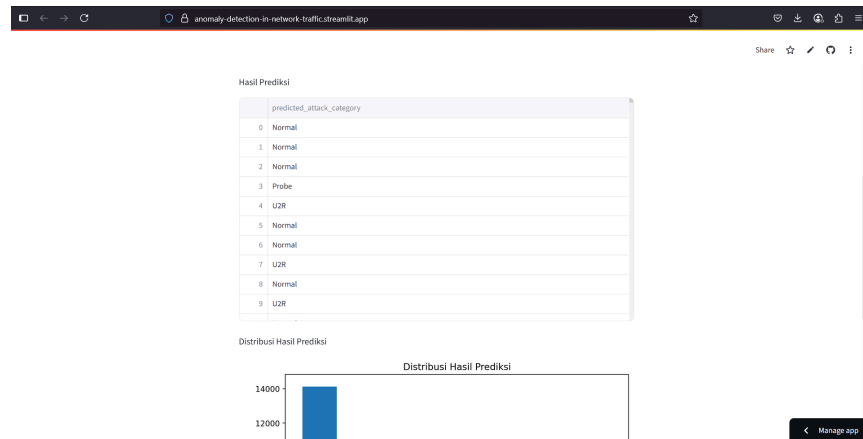 anomaly-detection-in-network-traffic.streamlit.app
Share
Hasil Prediksi
predicted_attack_category
0 Normal
1 Normal
2 Normal
3 Probe
4 U2R
5 Normal
6 Normal
7 U2R
8 Normal
9 U2R
Distribusi Hasil Prediksi
Distribusi Hasil Prediksi
14000
12000
Manage app